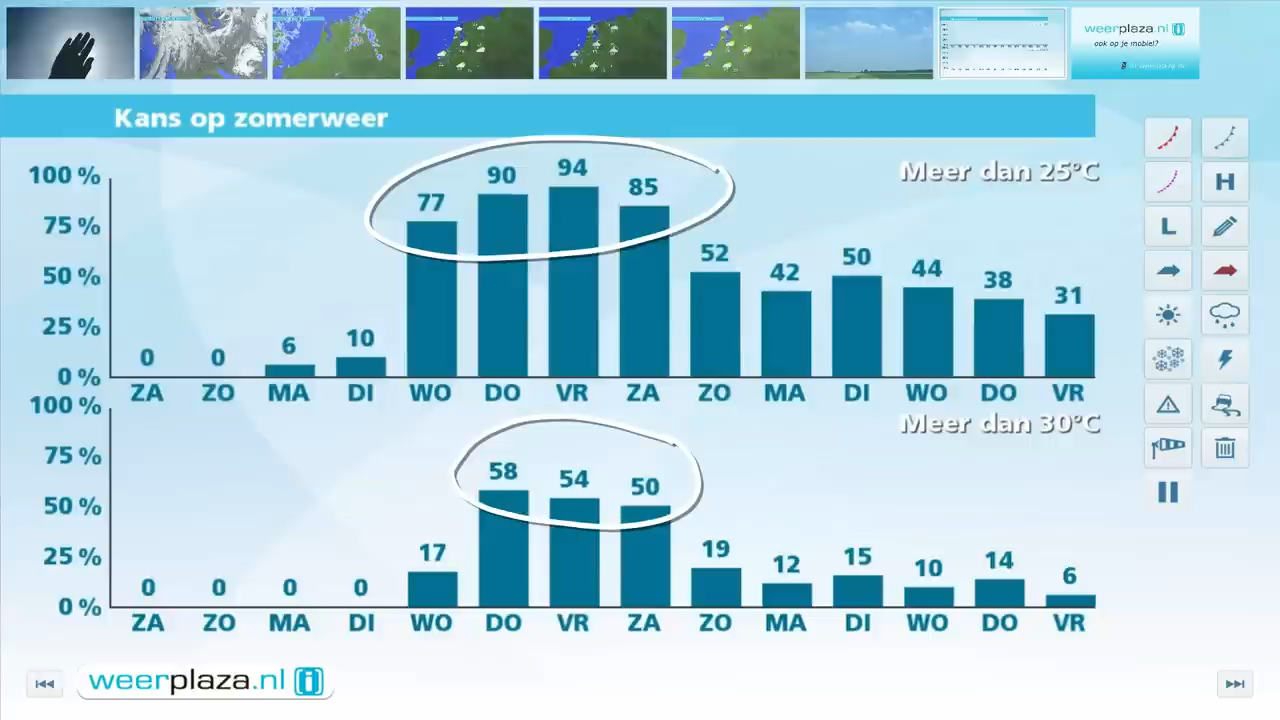 weerplaza.nl
ook op je mobiel?
Kans op zomerweer
Meer dan 25°C
100 %
75 %
50 %
25 %
0 %
0 0 6 10 77 90 94 85 52 42 50 44 38 31
ZA ZO MA DI WO DO VR ZA ZO MA DI WO DO VR
Meer dan 30°C
100 %
75 %
50 %
25 %
0 %
0 0 0 0 17 58 54 50 19 12 15 10 14 6
ZA ZO MA DI WO DO VR ZA ZO MA DI WO DO VR
H
L
weerplaza.nl